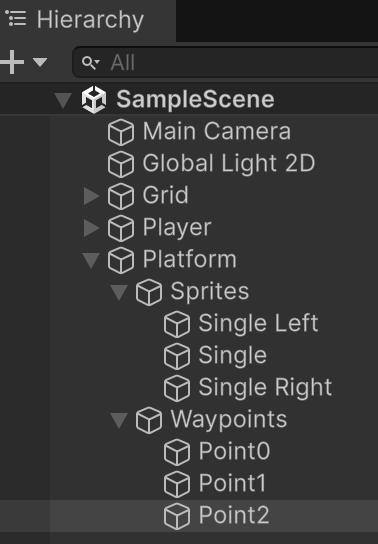 Hierarchy
All
SampleScene
Main Camera
Global Light 2D
Grid
Player
Platform
Sprites
Single Left
Single
Single Right
Waypoints
Point0
Point1
Point2